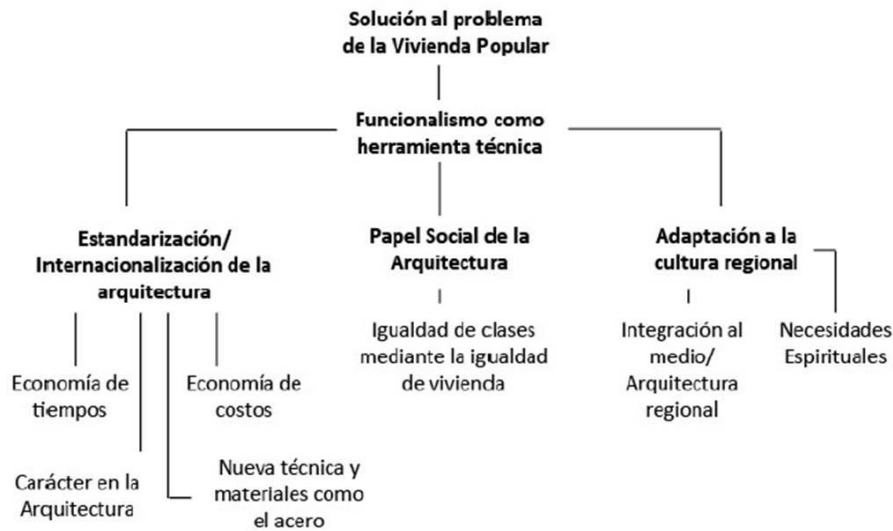 Solución al problema
de la Vivienda Popular
Funcionalismo como
herramienta técnica
Estandarización/
Internacionalización de la
arquitectura
Papel Social de la
Arquitectura
Adaptación a la
cultura regional
Economía de
tiempos
Economía de
costos
Carácter en la
Arquitectura
Nueva técnica y
materiales como
el acero
Igualdad de clases
mediante la igualdad
de vivienda
Integración al
medio/
Arquitectura
regional
Necesidades
Espirituales